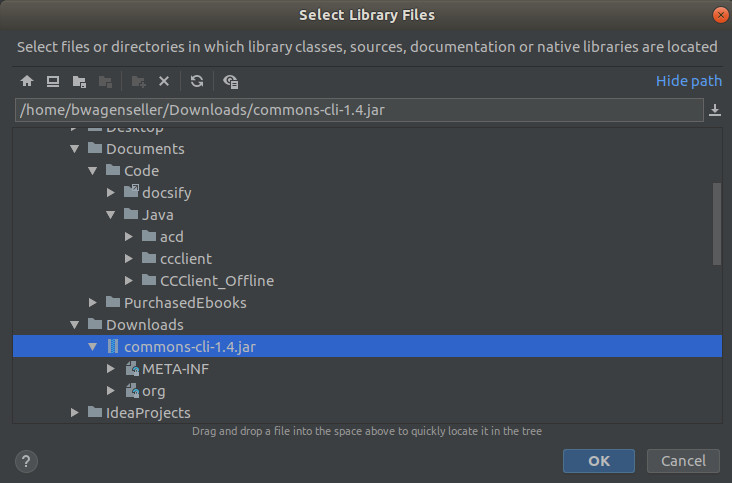 Select Library Files
Select files or directories in which library classes, sources, documentation or native libraries are located
Hide path
/home/bwagenseller/Downloads/commons-cli-1.4.jar
Desktop
Documents
Code
docsify
Java
acd
ccclient
CCClient_Offline
PurchasedEbooks
Downloads
commons-cli-1.4.jar
META-INF
org
IdeaProjects
Drag and drop a file into the space above to quickly locate it in the tree
?
OK
Cancel